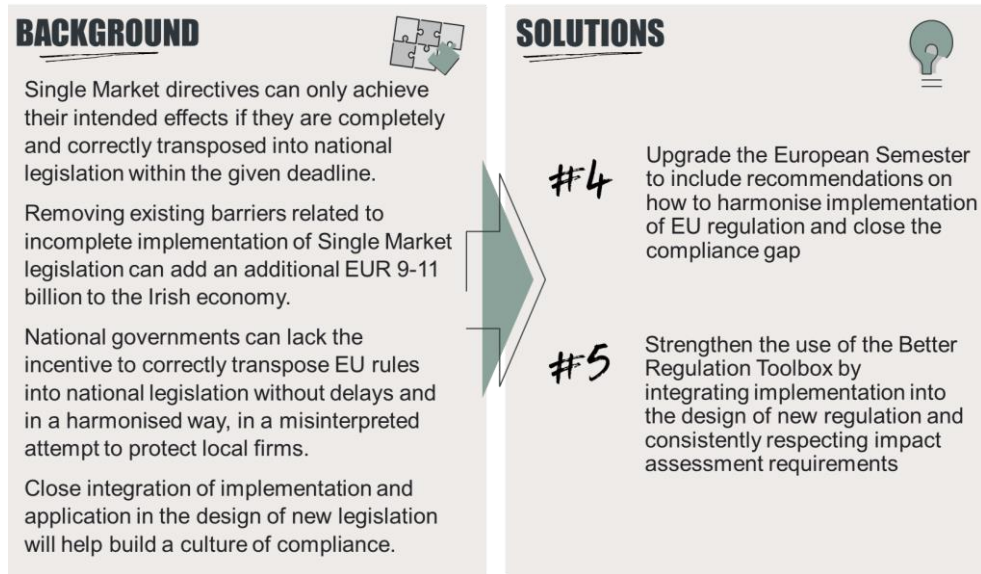 BACKGROUND
Single Market directives can only achieve
their intended effects if they are completely
and correctly transposed into national
legislation within the given deadline.
Removing existing barriers related to
incomplete implementation of Single Market
legislation can add an additional EUR 9-11
billion to the Irish economy.
National governments can lack the
incentive to correctly transpose EU rules
into national legislation without delays and
in a harmonised way, in a misinterpreted
attempt to protect local firms.
Close integration of implementation and
application in the design of new legislation
will help build a culture of compliance.
SOLUTIONS
#4
Upgrade the European Semester
to include recommendations on
how to harmonise implementation
of EU regulation and close the
compliance gap
#5
Strengthen the use of the Better
Regulation Toolbox by
integrating implementation into
the design of new regulation and
consistently respecting impact
assessment requirements